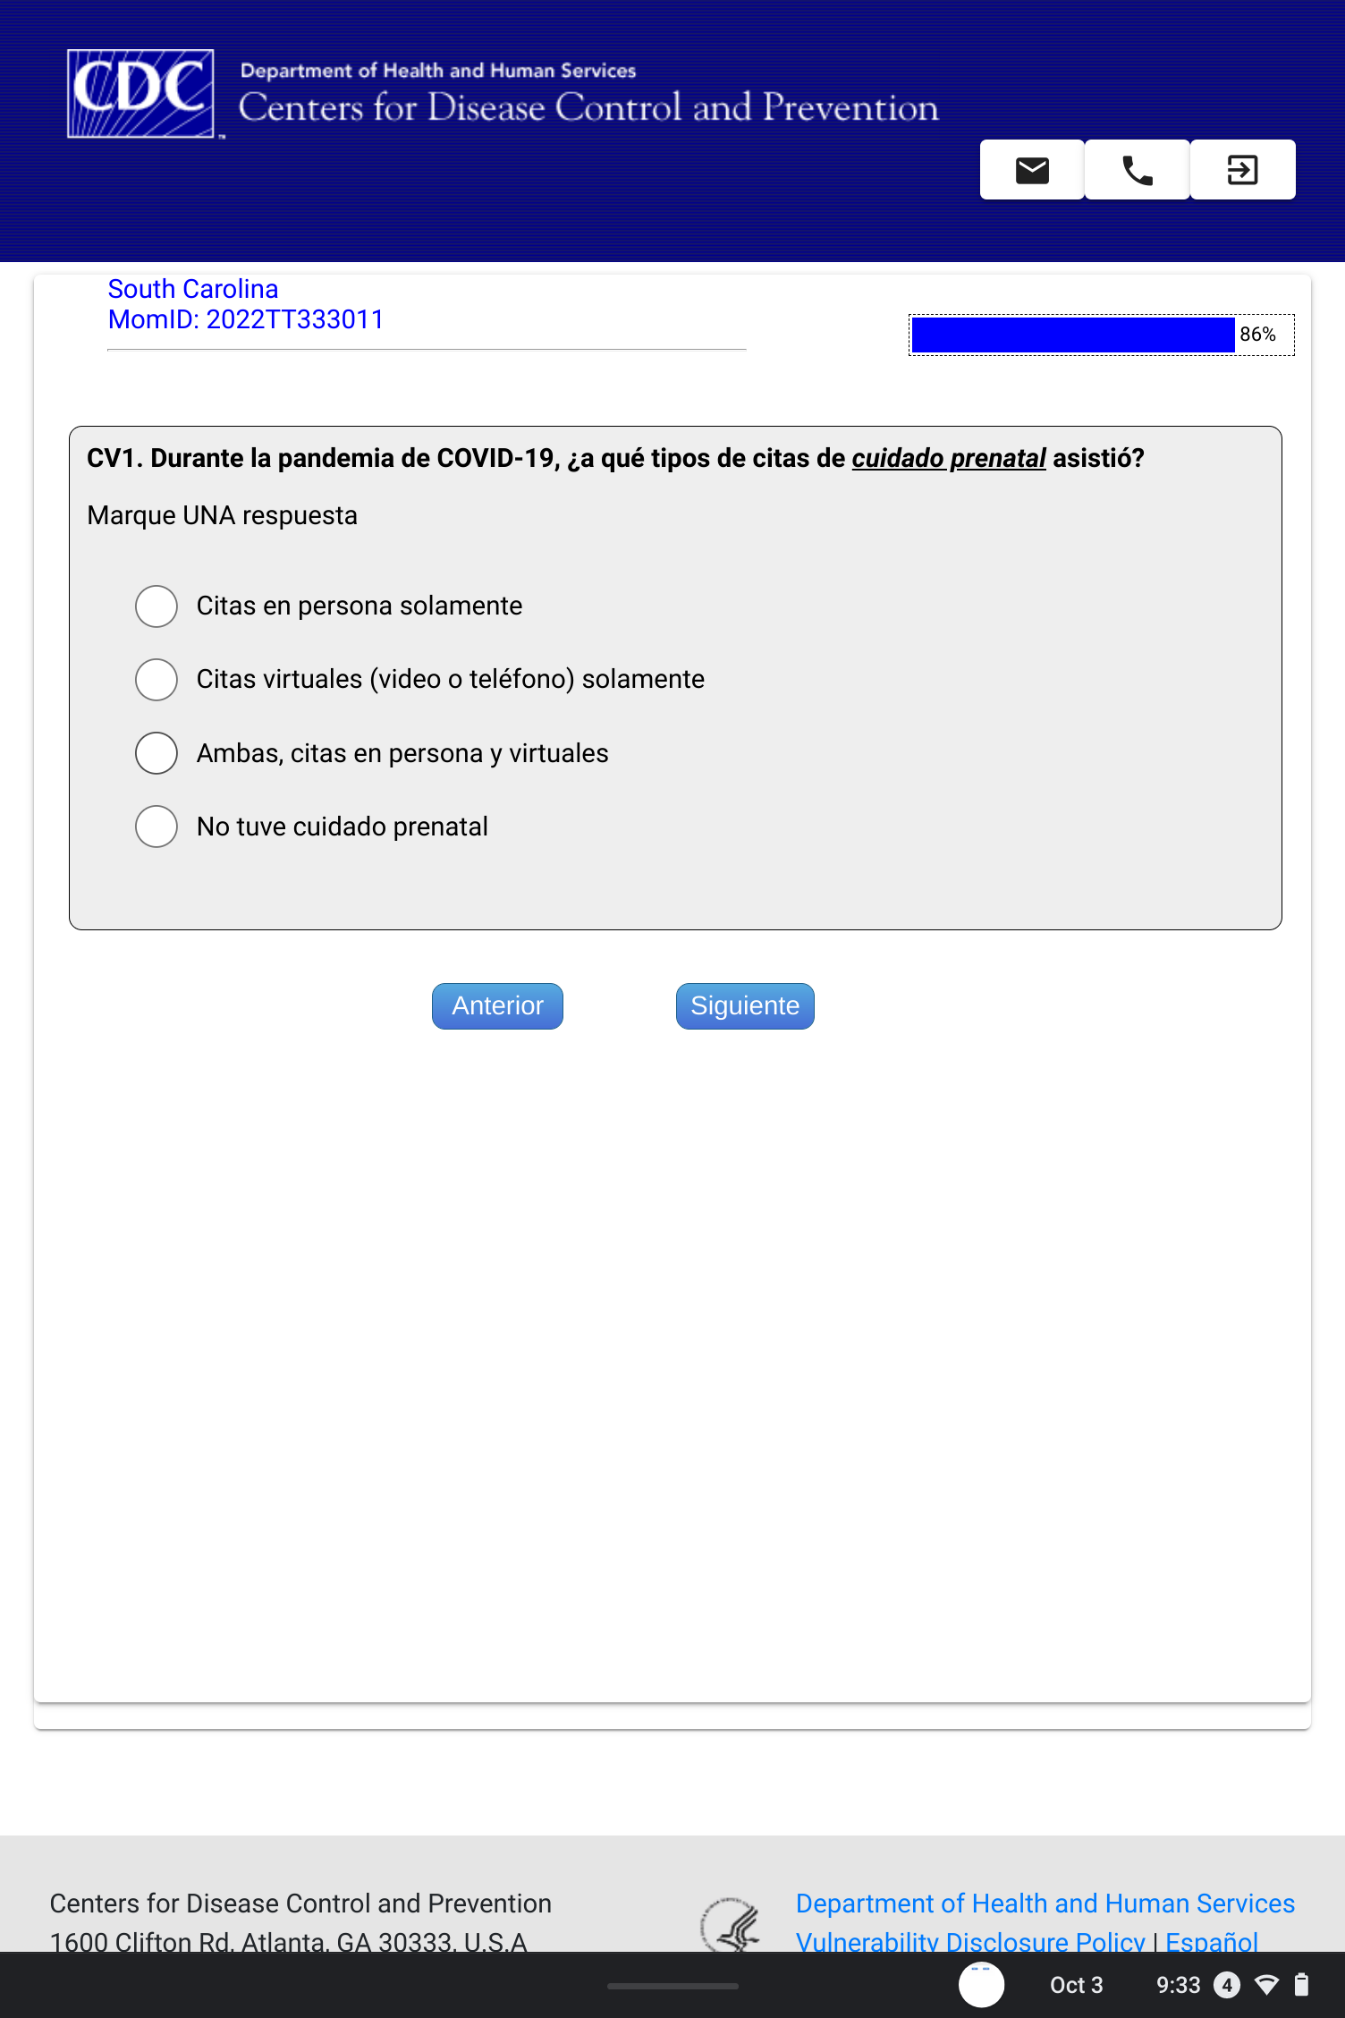 CDC
Department of Health and Human Services
Centers for Disease Control and Prevention
South Carolina
MomID: 2022TT333011
86%
CV1. Durante la pandemia de COVID-19, ¿a qué tipos de citas de cuidado prenatal asistió?
Marque UNA respuesta
Citas en persona solamente
Citas virtuales (video o teléfono) solamente
Ambas, citas en persona y virtuales
No tuve cuidado prenatal
Anterior
Siguiente
Centers for Disease Control and Prevention
1600 Clifton Rd. Atlanta, GA 30333, U.S.A
Department of Health and Human Services
Vulnerability Disclosure Policy | Español
Oct 3
9:33
4